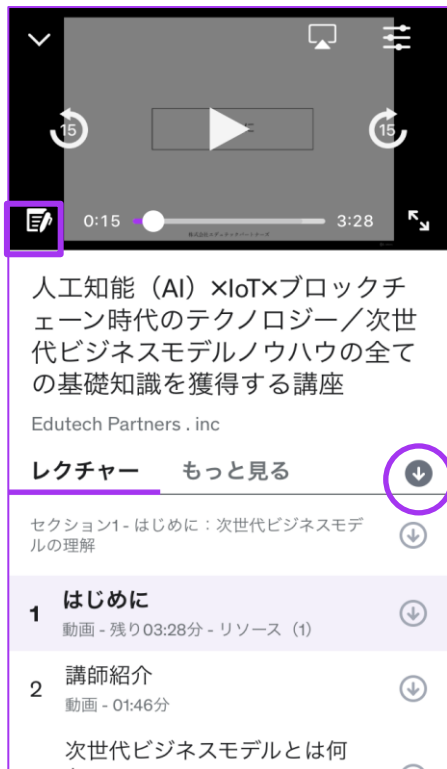 15
15
0:15
3:28
人工知能（AI）×IoT×ブロックチ
ェーン時代のテクノロジー／次世
代ビジネスモデルノウハウの全て
の基礎知識を獲得する講座
Edutech Partners . inc
レクチャー もっと見る
セクション1 - はじめに：次世代ビジネスモデ
ルの理解
1 はじめに
動画 - 残り03:28分 - リソース（1）
2 講師紹介
動画 - 01:46分
次世代ビジネスモデルとは何